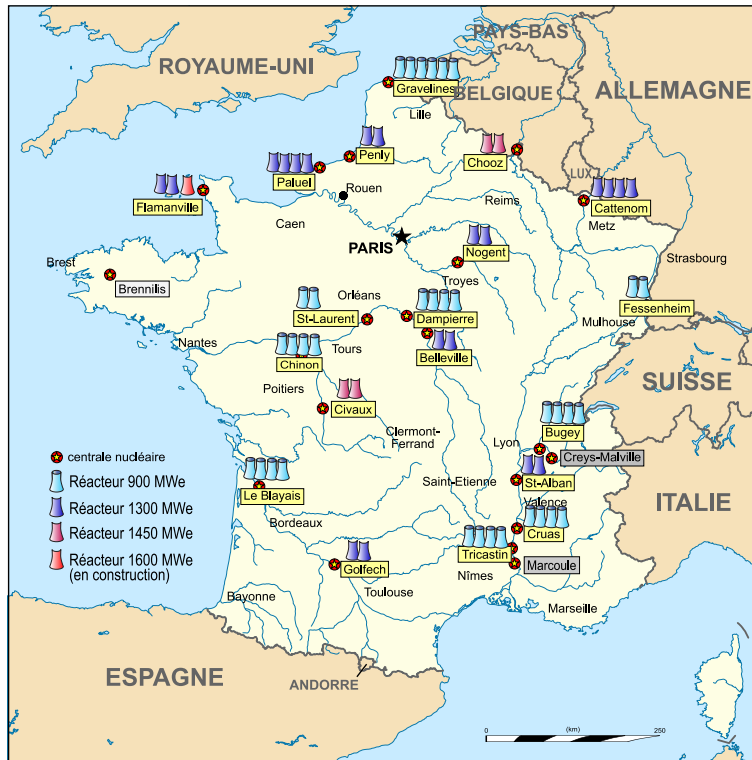 PAYS-BAS
ROYAUME-UNI
Gravelines
BELGIQUE
ALLEMAGNE
Lille
Penly
Chooz
Paluel
LUX.
Rouen
Flamanville
Reims
Cattenom
Caen
Metz
PARIS
Nogent
Strasbourg
Brest
Troyes
Brennilis
Orléans
Fessenheim
St-Laurent
Dampierre
Mulhouse
Nantes
Tours
Belleville
Chinon
SUISSE
Poitiers
Civaux
Clermont-
Ferrand
Bugey
Lyon
centrale nucléaire
Creys-Malville
Réacteur 900 MWe
Saint-Etienne
St-Alban
Le Blayais
Valence
ITALIE
Réacteur 1300 MWe
Bordeaux
Réacteur 1450 MWe
Cruas
Tricastin
Réacteur 1600 MWe
(en construction)
Golfech
Marcoule
Nîmes
Toulouse
Bayonne
Marseille
ESPAGNE
ANDORRE
(km)
0
250